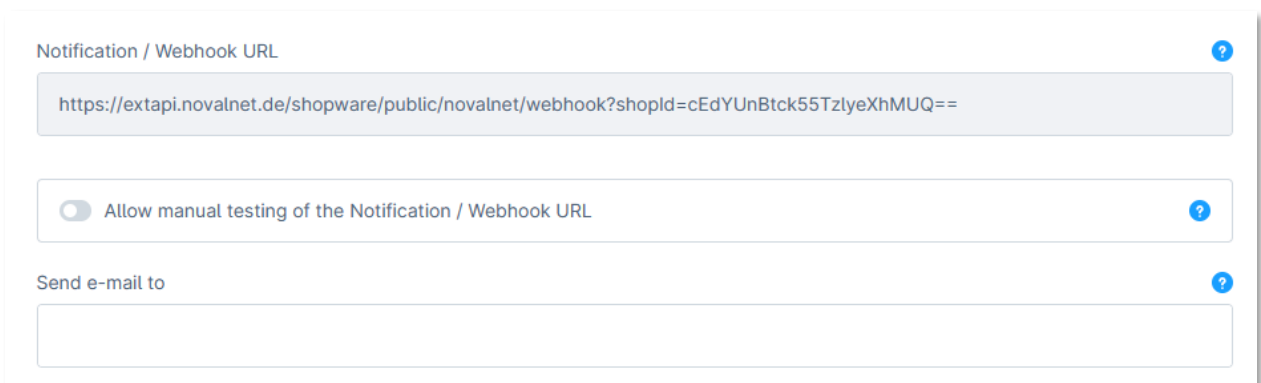 Notification / Webhook URL
?
https://extapi.novalnet.de/shopware/public/novalnet/webhook?shopId=cEdYUnBtck55TzlyeXhMUQ==
Allow manual testing of the Notification / Webhook URL
?
Send e-mail to
?